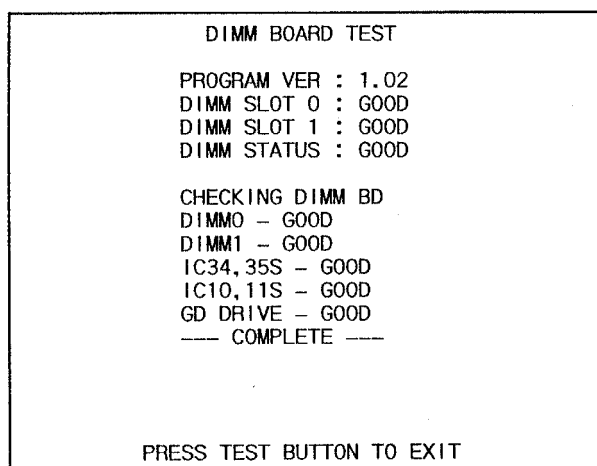 DIMM BOARD TEST
PROGRAM VER : 1.02
DIMM SLOT 0 : GOOD
DIMM SLOT 1 : GOOD
DIMM STATUS : GOOD
CHECKING DIMM BD
DIMM0 – GOOD
DIMM1 – GOOD
IC34,35S – GOOD
IC10,11S – GOOD
GD DRIVE – GOOD
––– COMPLETE –––
PRESS TEST BUTTON TO EXIT